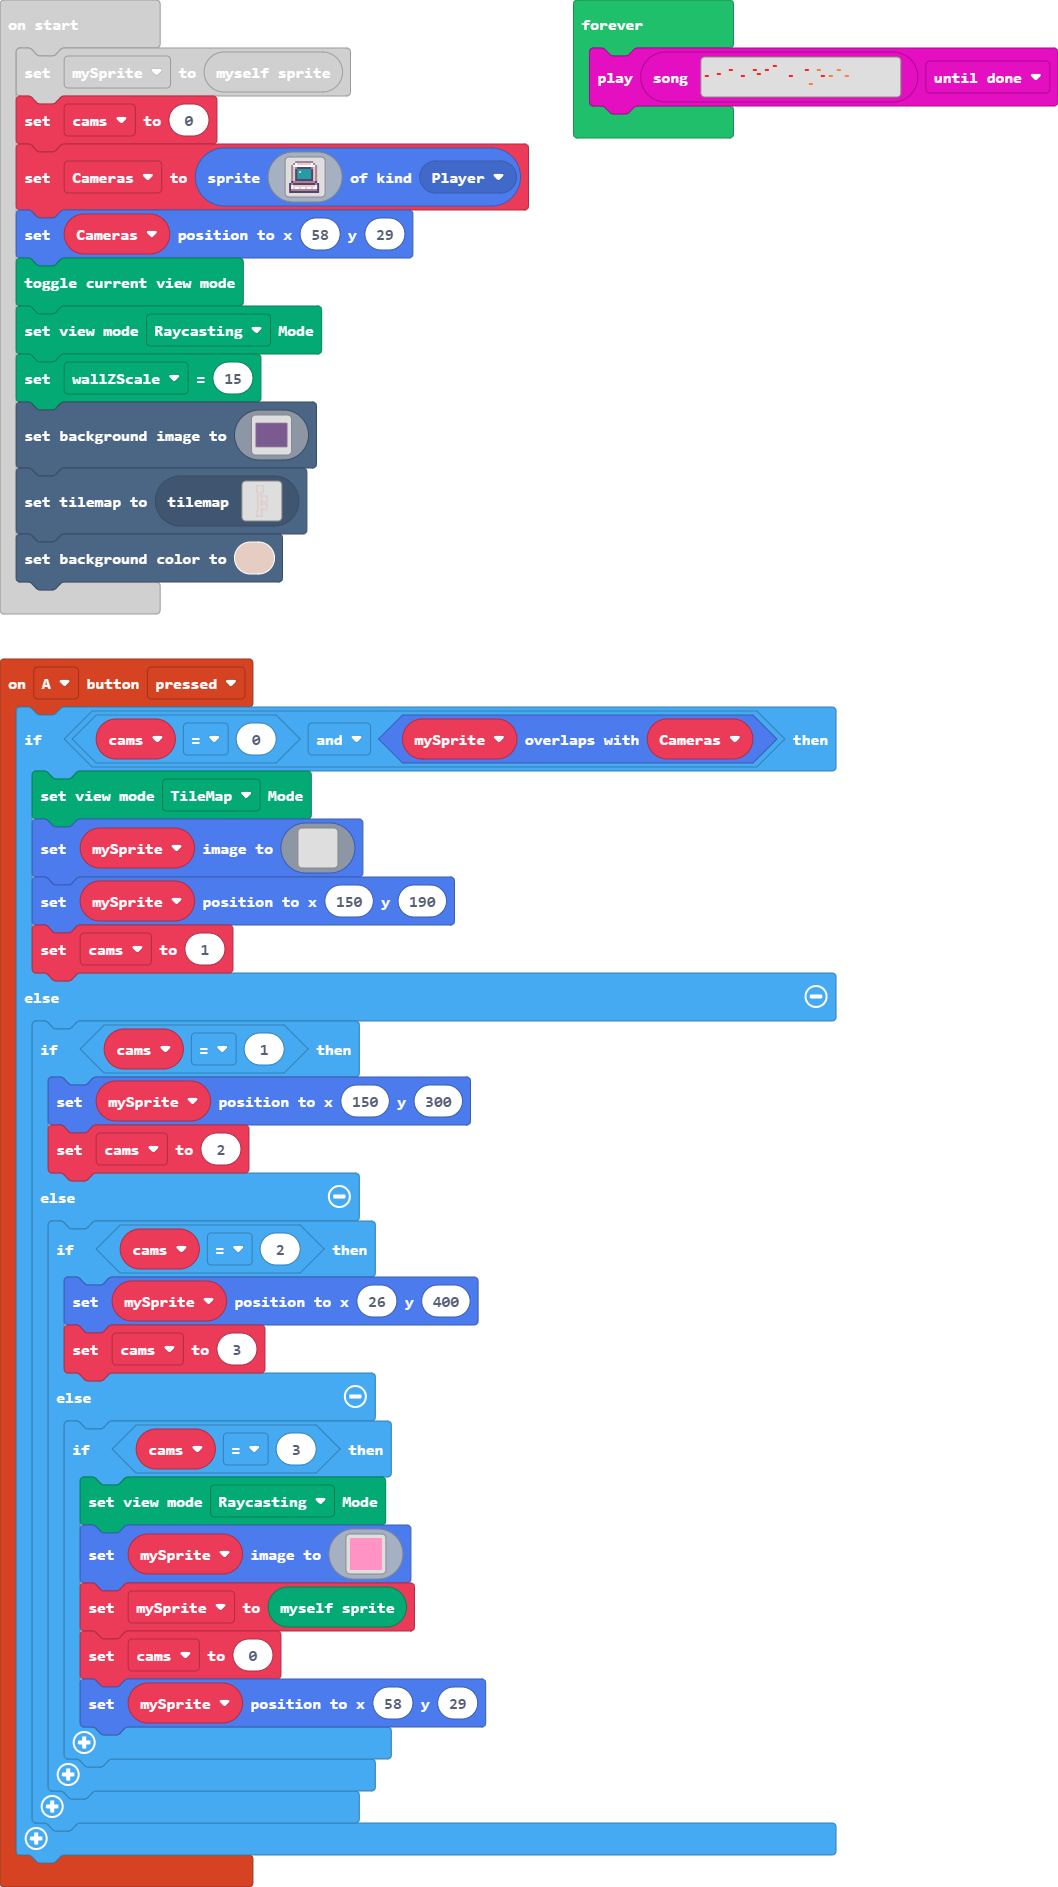 on start
set mySprite to myself sprite
set cams to 0
set Cameras to sprite of kind Player
set Cameras position to x 58 y 29
toggle current view mode
set view mode Raycasting Mode
set wallZScale = 15
set background image to
set tilemap to tilemap
set background color to
forever
play song until done
on A button pressed
if cams = 0 and mySprite overlaps with Cameras then
set view mode TileMap Mode
set mySprite image to
set mySprite position to x 150 y 190
set cams to 1
else
if cams = 1 then
set mySprite position to x 150 y 300
set cams to 2
else
if cams = 2 then
set mySprite position to x 26 y 400
set cams to 3
else
if cams = 3 then
set view mode Raycasting Mode
set mySprite image to
set mySprite to myself sprite
set cams to 0
set mySprite position to x 58 y 29